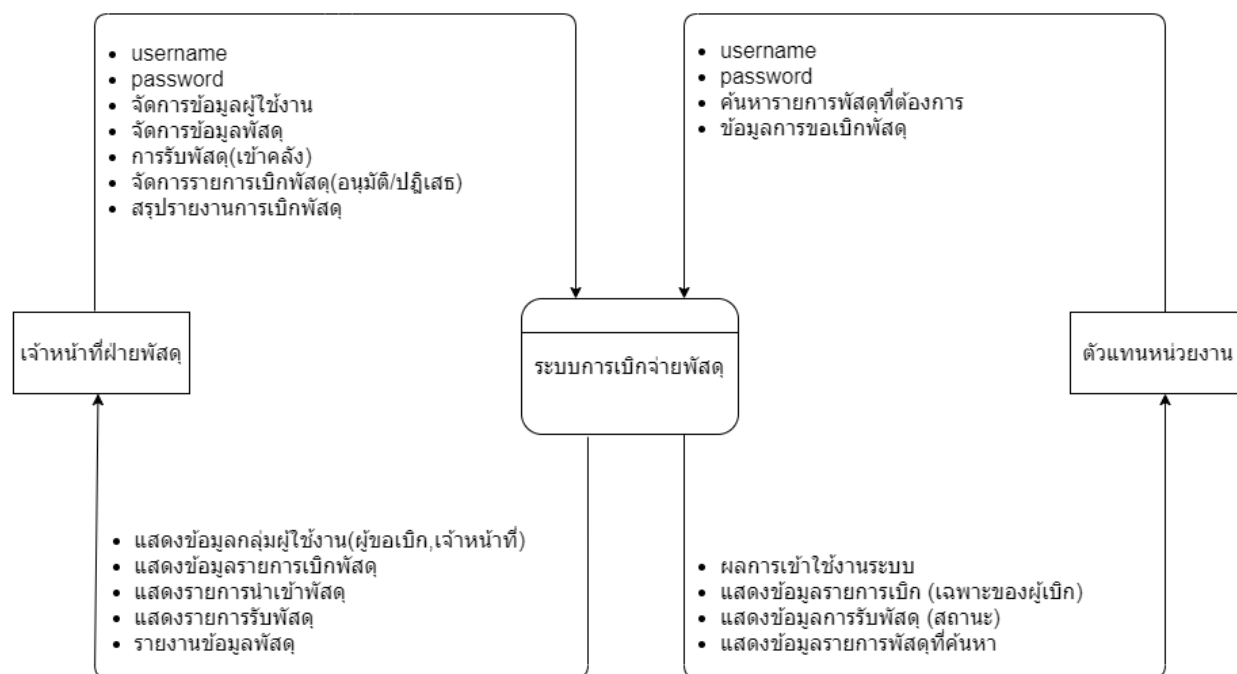 username
password
จัดการข้อมูลผู้ใช้งาน
จัดการข้อมูลพัสดุ
การรับพัสดุ(เข้าคลัง)
จัดการรายการเบิกพัสดุ(อนุมัติ/ปฏิเสธ)
สรุปรายงานการเบิกพัสดุ
username
password
ค้นหารายการพัสดุที่ต้องการ
ข้อมูลการขอเบิกพัสดุ
เจ้าหน้าที่ฝ่ายพัสดุ
ระบบการเบิกจ่ายพัสดุ
ตัวแทนหน่วยงาน
แสดงข้อมูลกลุ่มผู้ใช้งาน(ผู้ขอเบิก,เจ้าหน้าที่)
แสดงข้อมูลรายการเบิกพัสดุ
แสดงรายการนำเข้าพัสดุ
แสดงรายการรับพัสดุ
รายงานข้อมูลพัสดุ
ผลการเข้าใช้งานระบบ
แสดงข้อมูลรายการเบิก (เฉพาะของผู้เบิก)
แสดงข้อมูลการรับพัสดุ (สถานะ)
แสดงข้อมูลรายการพัสดุที่ค้นหา